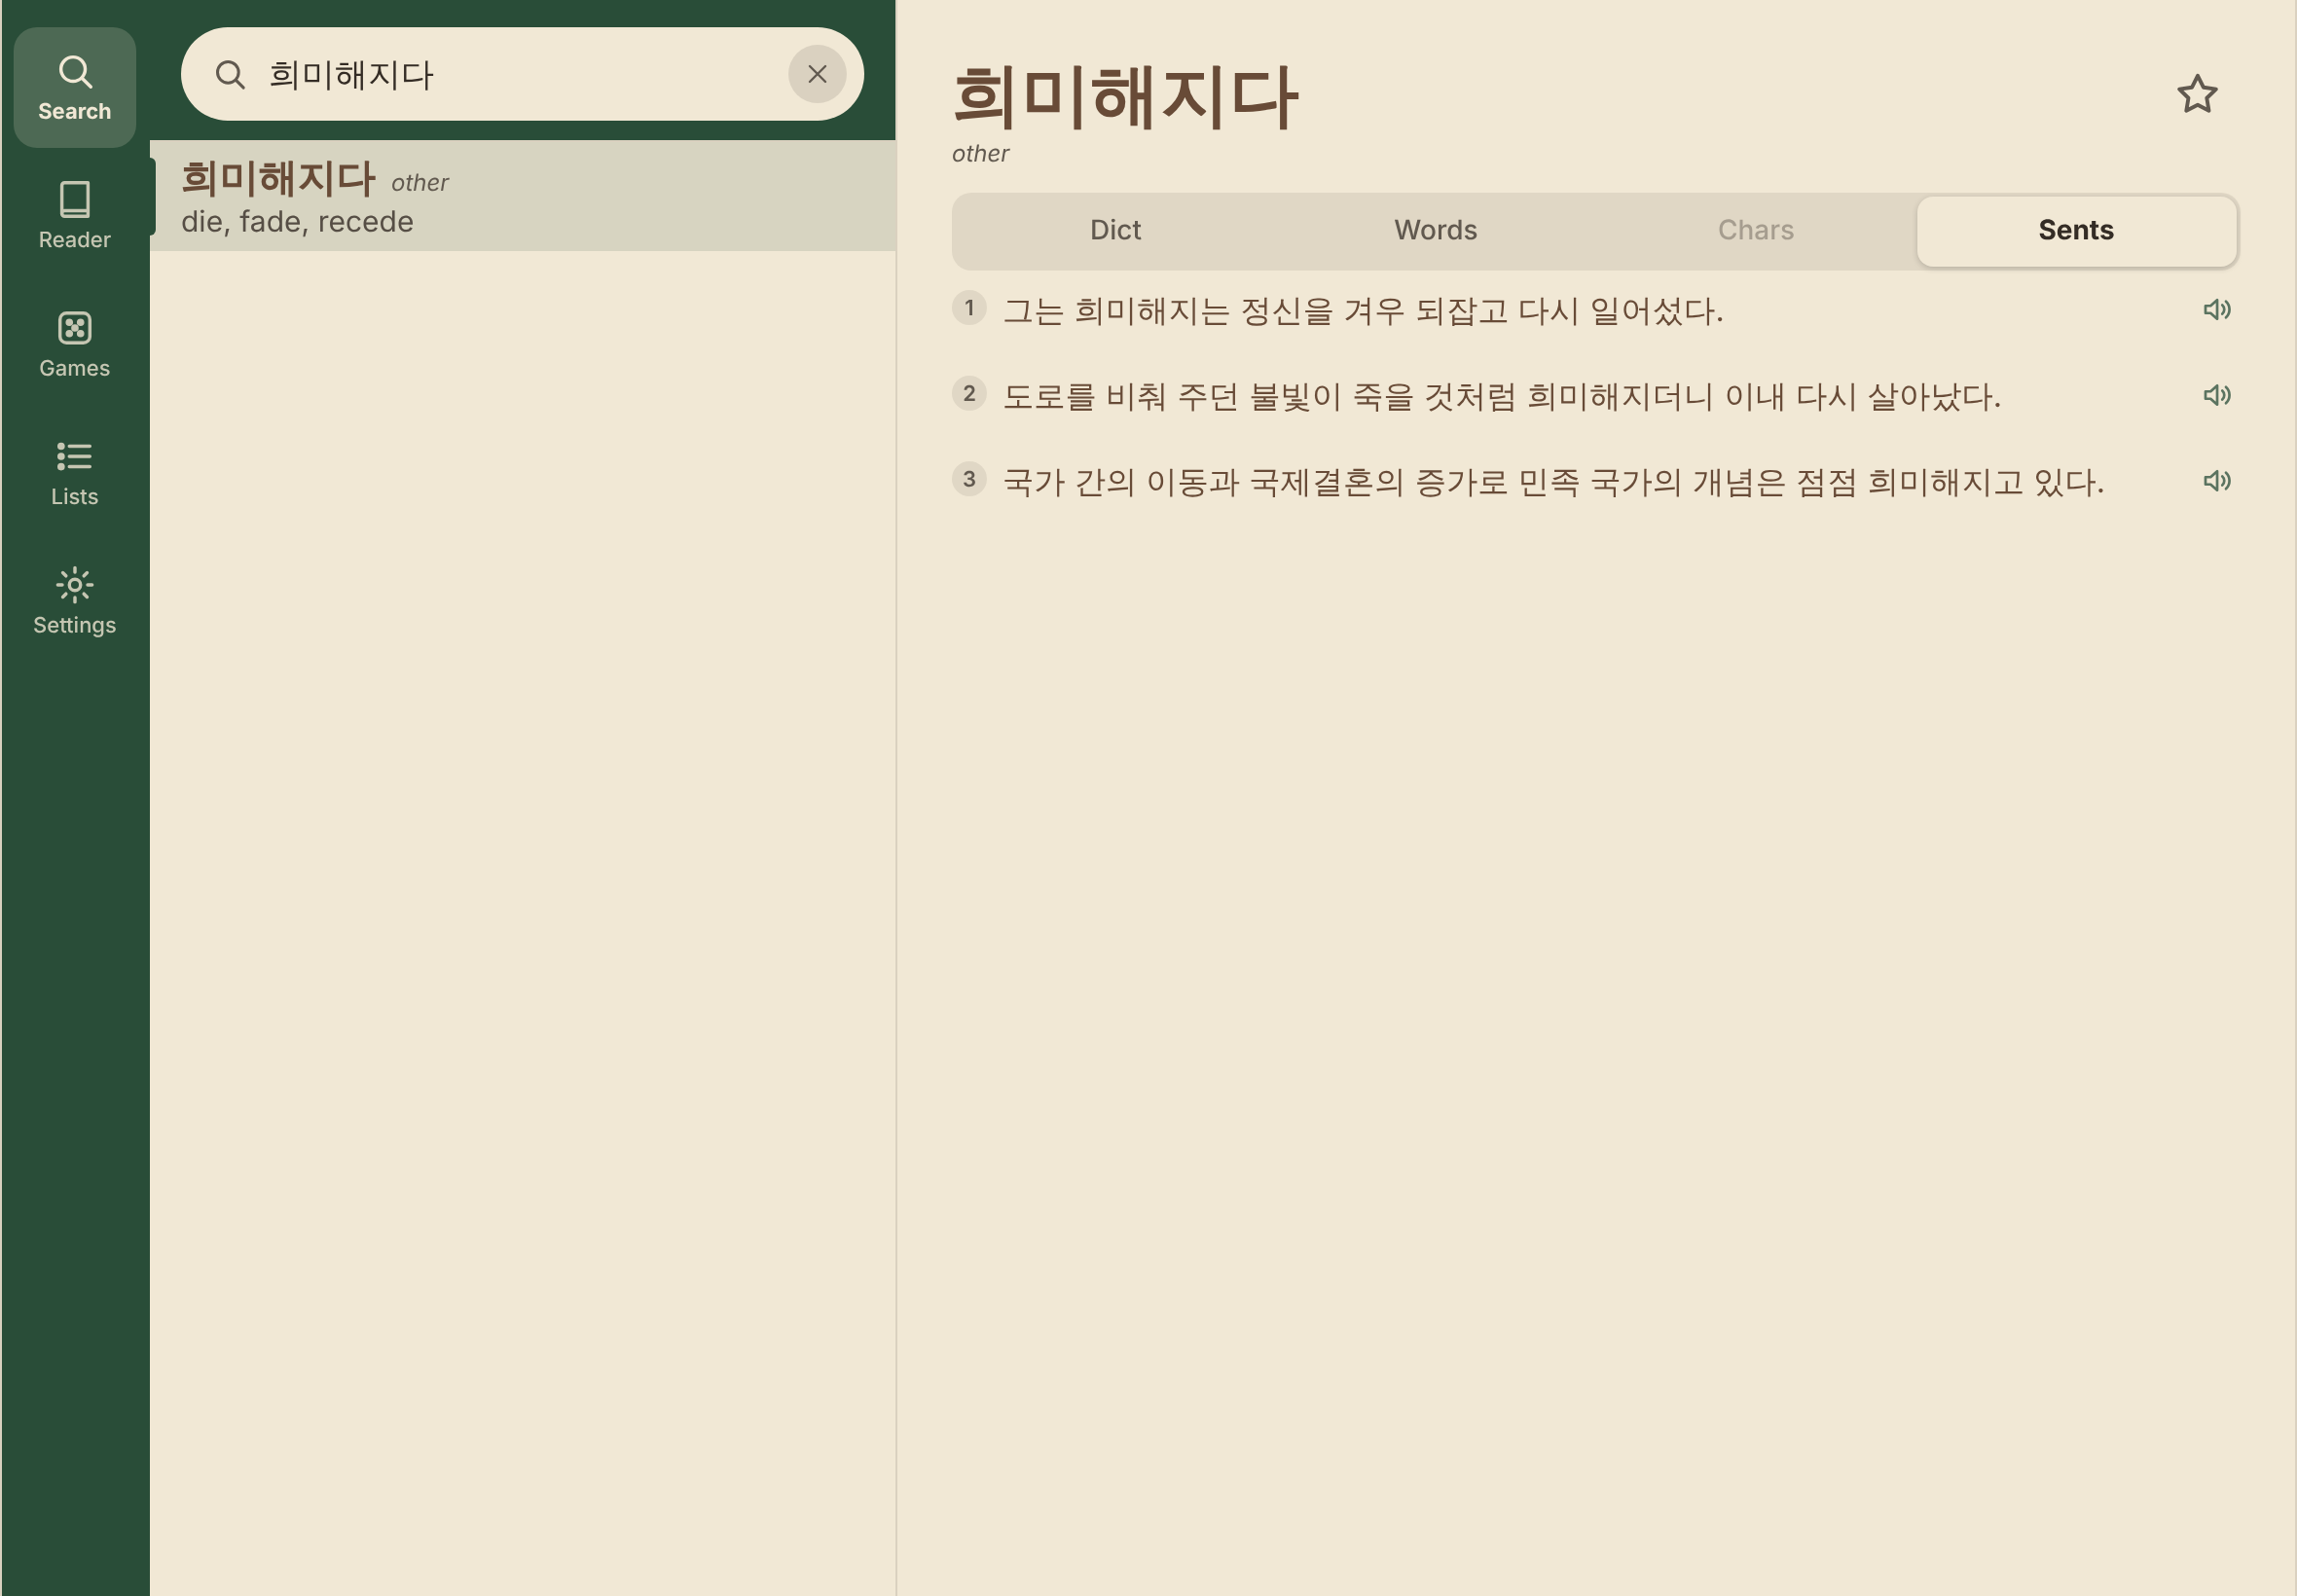 Search
Reader
Games
Lists
Settings
희미해지다
희미해지다 other
die, fade, recede
희미해지다
other
Dict Words Chars Sents
1 그는 희미해지는 정신을 겨우 되잡고 다시 일어섰다.
2 도로를 비춰 주던 불빛이 죽을 것처럼 희미해지더니 이내 다시 살아났다.
3 국가 간의 이동과 국제결혼의 증가로 민족 국가의 개념은 점점 희미해지고 있다.